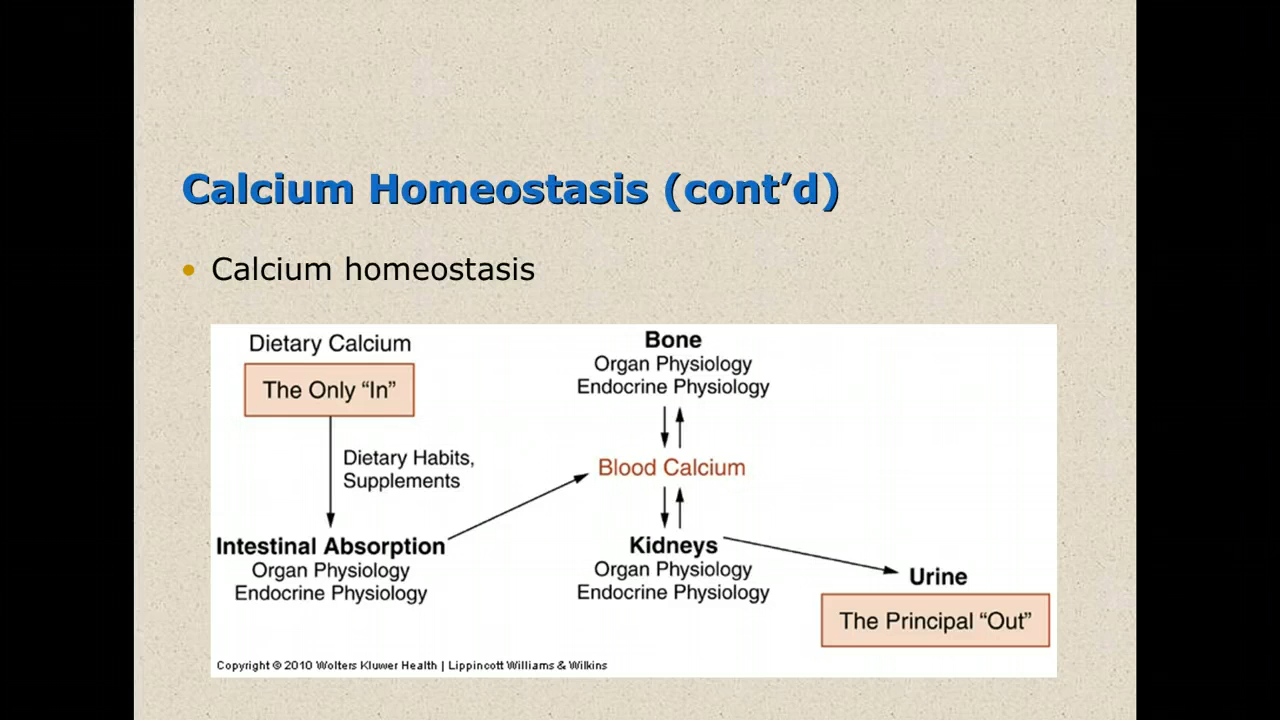 Calcium Homeostasis (cont’d)
• Calcium homeostasis
Dietary Calcium
The Only “In”
Dietary Habits,
Supplements
Intestinal Absorption
Organ Physiology
Endocrine Physiology
Bone
Organ Physiology
Endocrine Physiology
Blood Calcium
Kidneys
Organ Physiology
Endocrine Physiology
Urine
The Principal “Out”
Copyright © 2010 Wolters Kluwer Health | Lippincott Williams & Wilkins